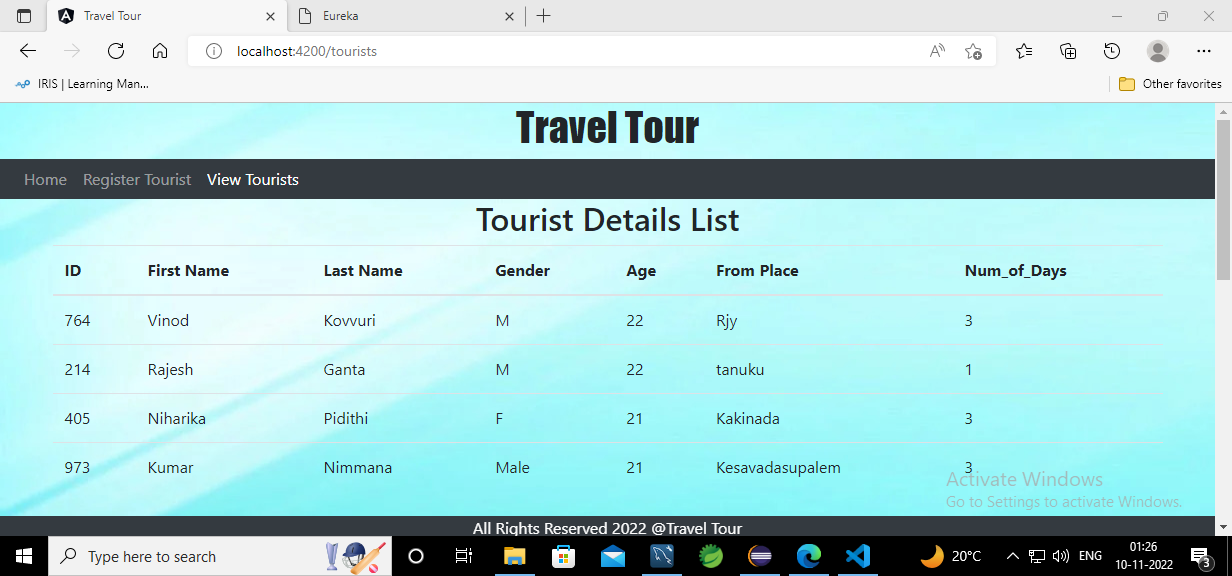 Travel Tour
Eureka
localhost:4200/tourists
IRIS | Learning Man...
Other favorites
Travel Tour
Home Register Tourist View Tourists
Tourist Details List
ID First Name Last Name Gender Age From Place Num_of_Days
764 Vinod Kovvuri M 22 Rjy 3
214 Rajesh Ganta M 22 tanuku 1
405 Niharika Pidithi F 21 Kakinada 3
973 Kumar Nimmana Male 21 Kesavadasupalem 3
Activate Windows
Go to Settings to activate Windows.
All Rights Reserved 2022 @Travel Tour
Type here to search
20°C
ENG
01:26
10-11-2022
3